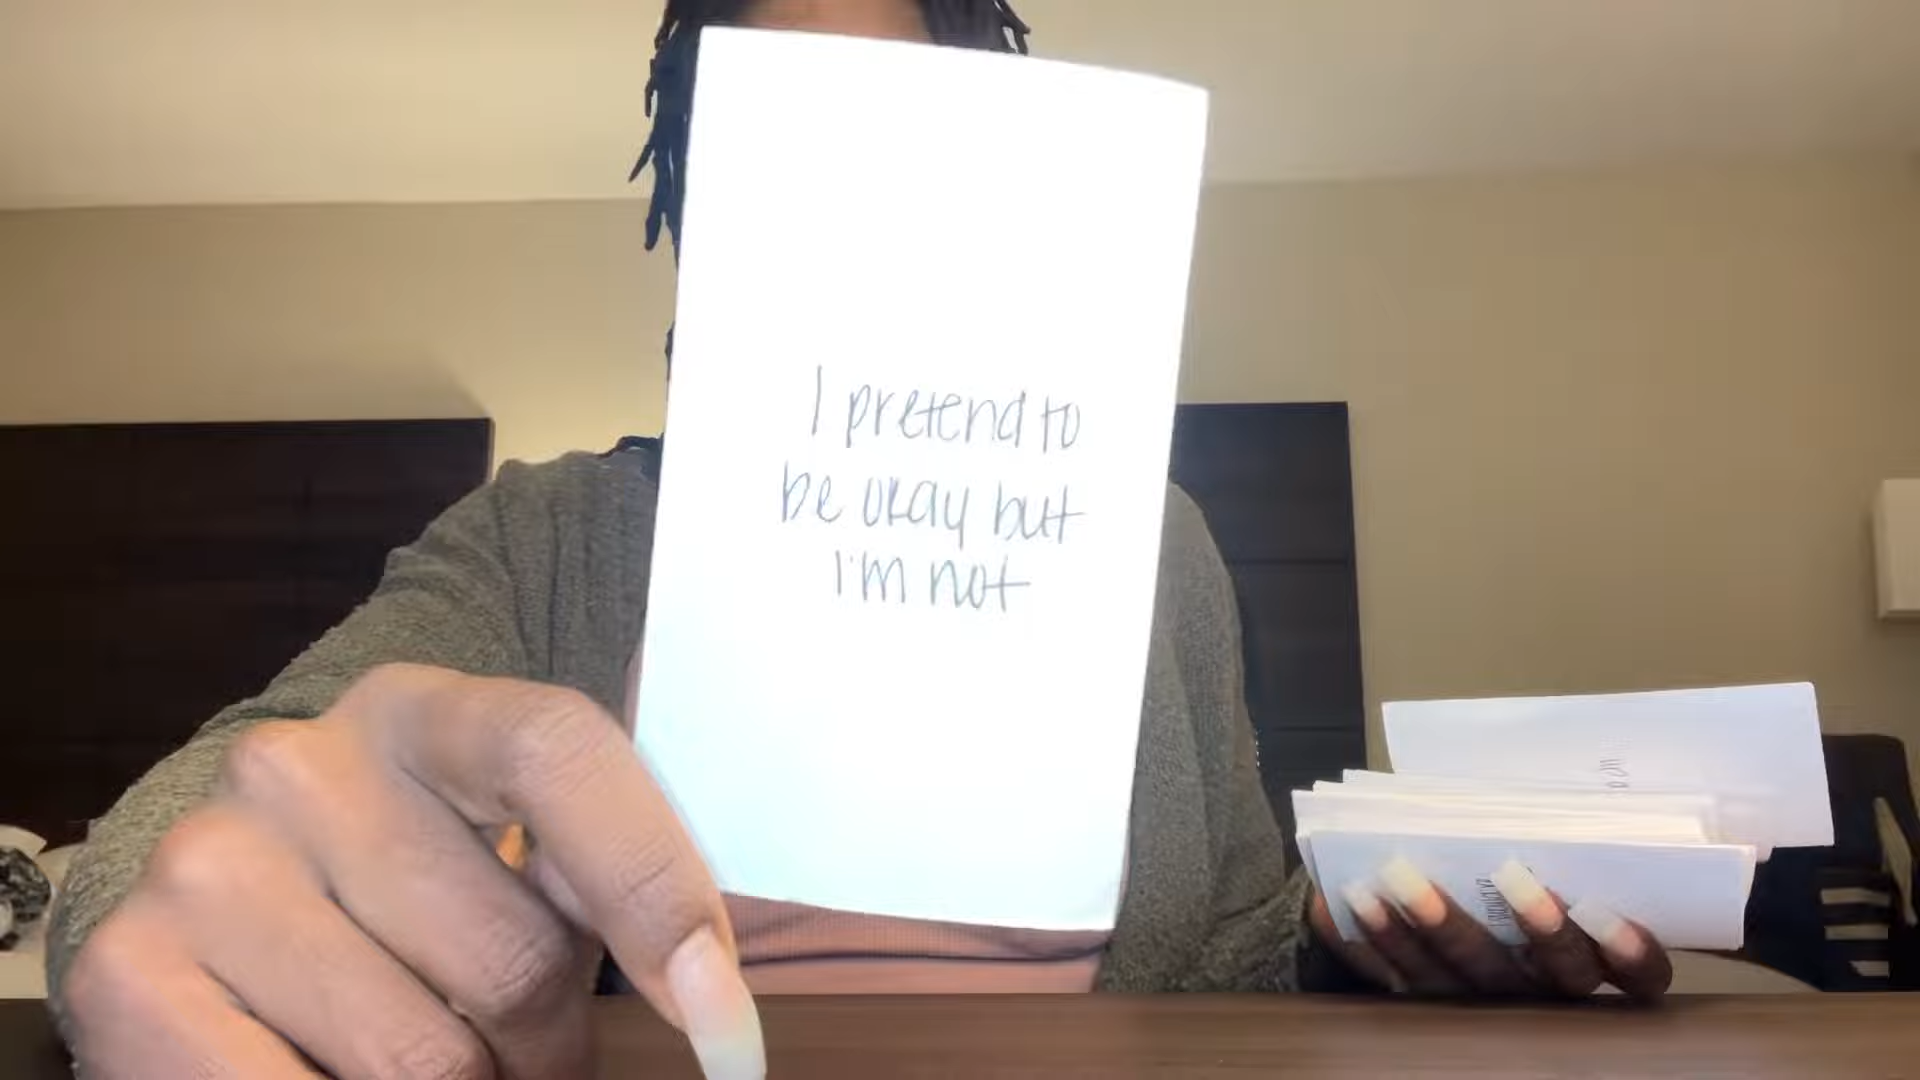 I pretend to
be okay but
I'm not